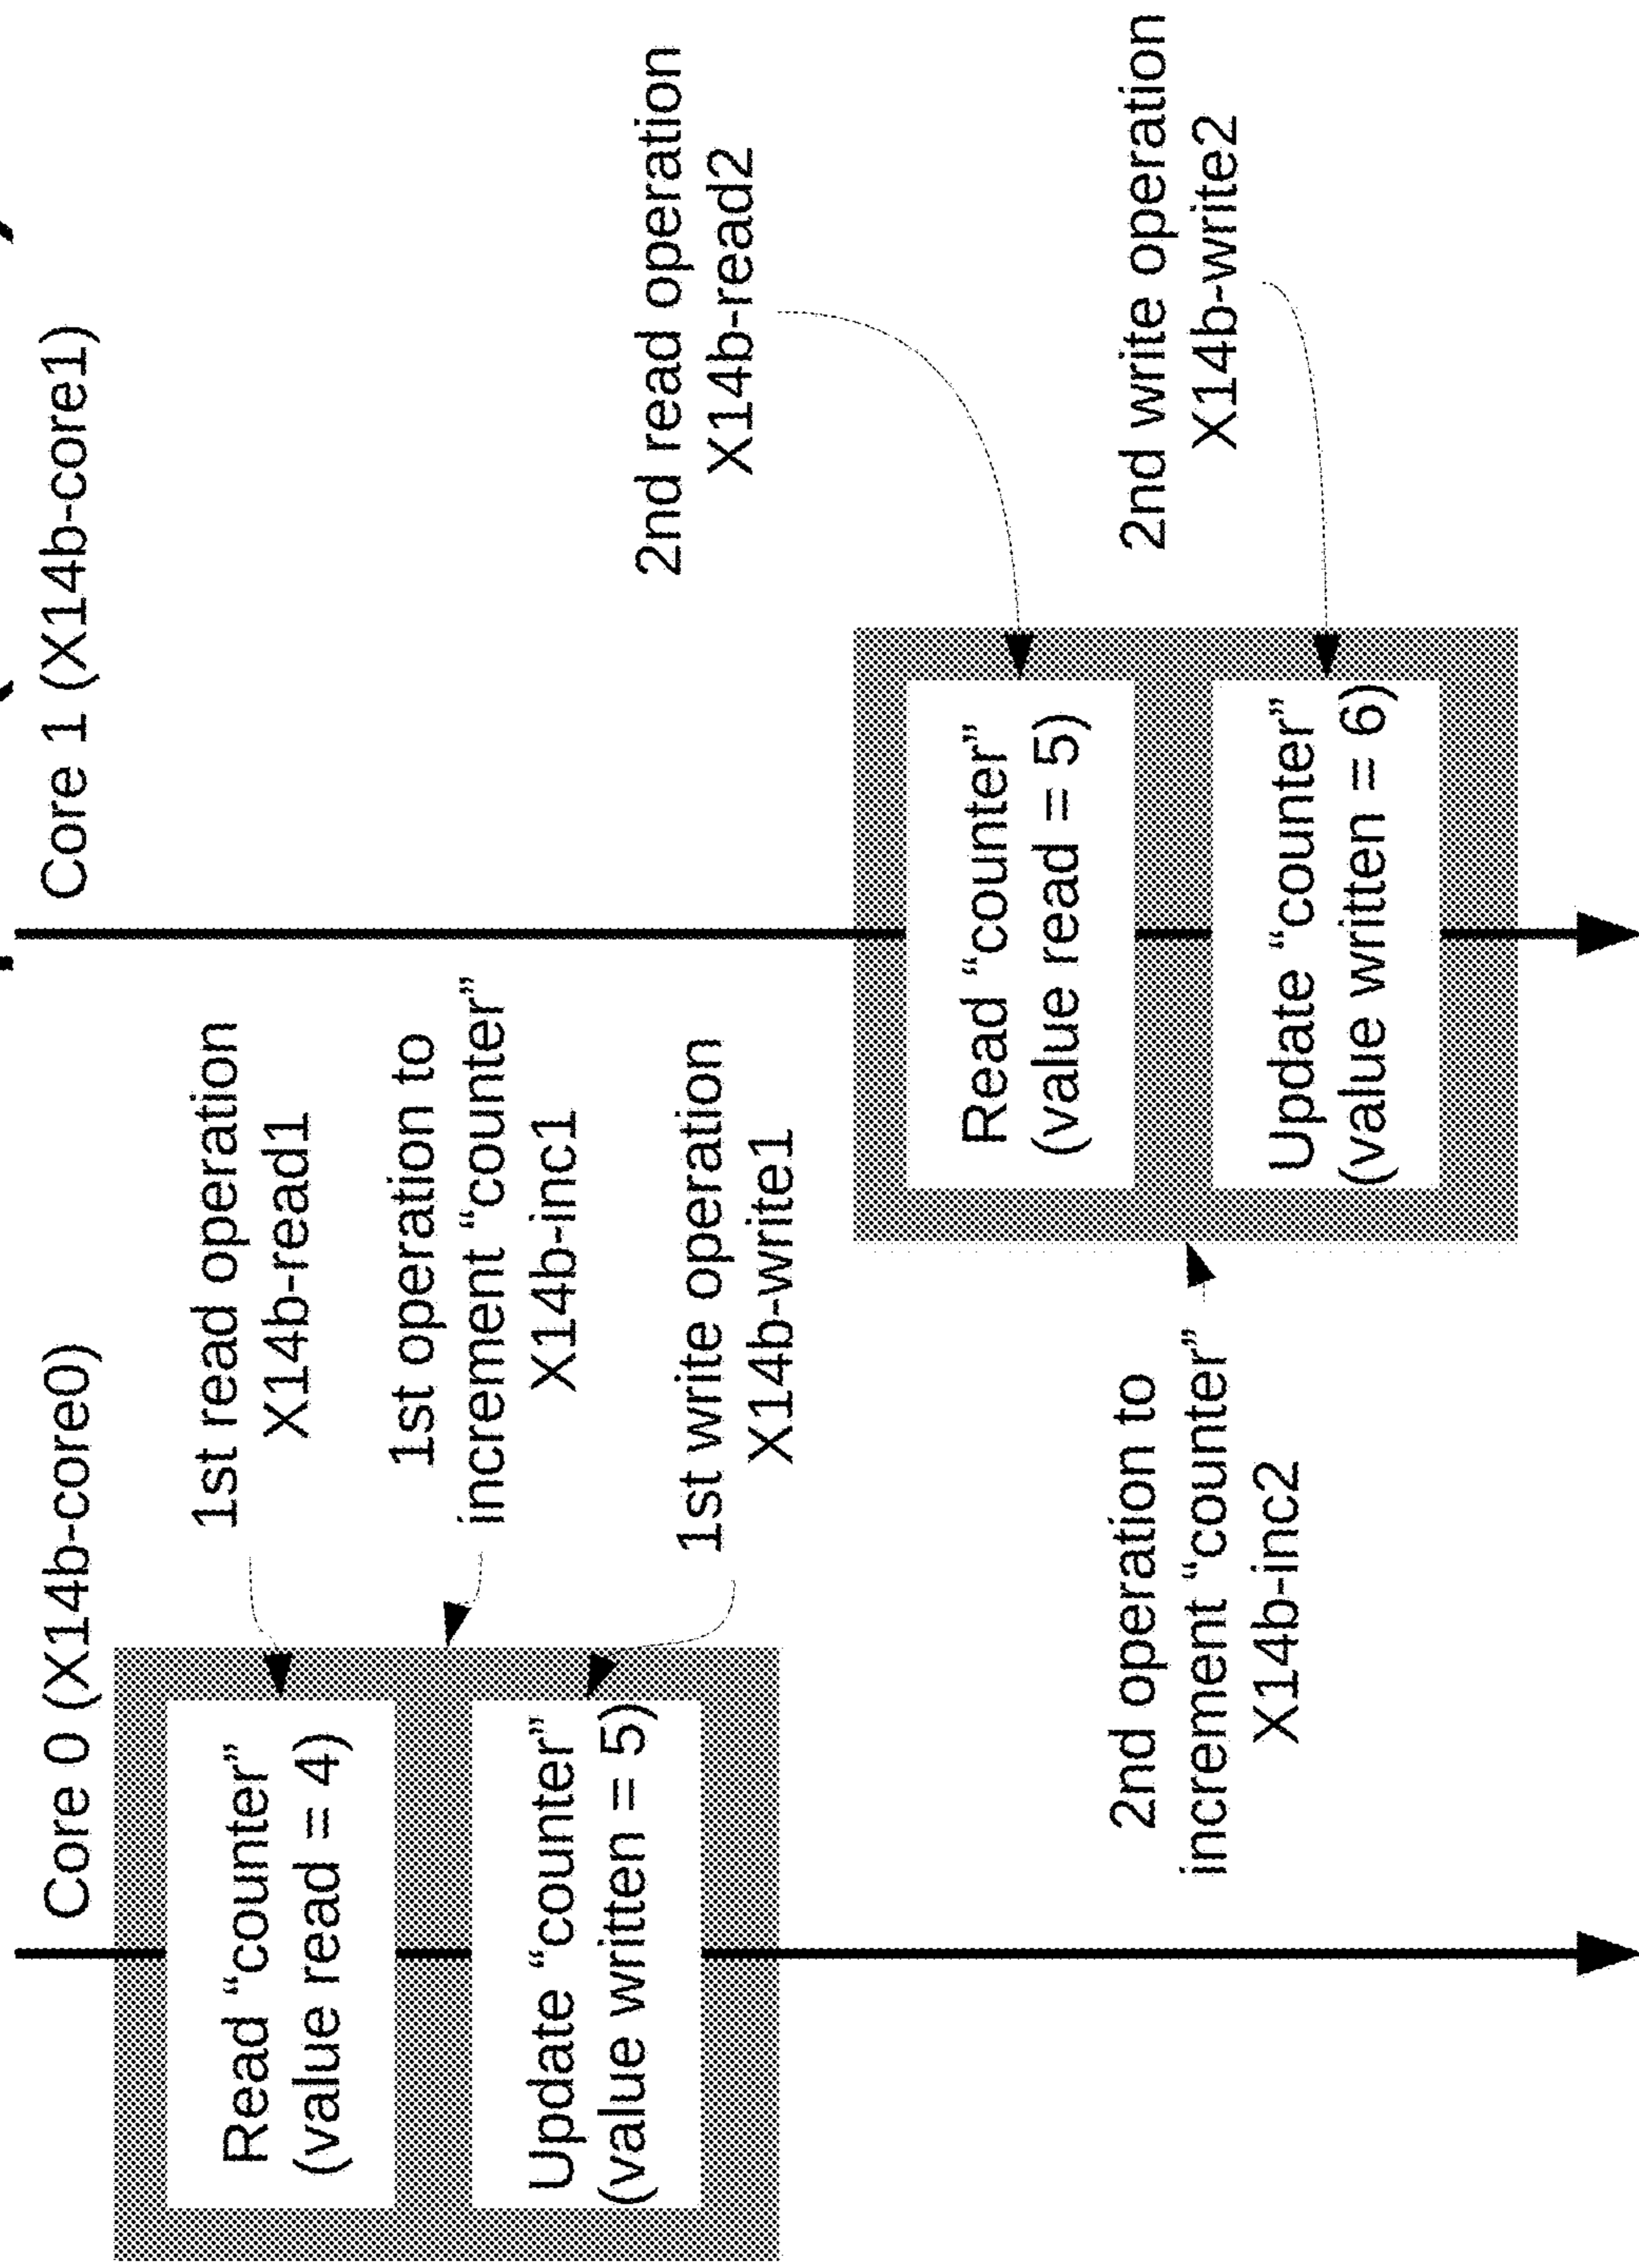 Core 0 (X14b-core0)
Core 1 (X14b-core1)
Read “counter”
(value read = 4)
1st read operation
X14b-read1
1st operation to
increment “counter”
X14b-inc1
Update “counter”
(value written = 5)
1st write operation
X14b-write1
2nd read operation
X14b-read2
Read “counter”
(value read = 5)
2nd operation to
increment “counter”
X14b-inc2
Update “counter”
(value written = 6)
2nd write operation
X14b-write2